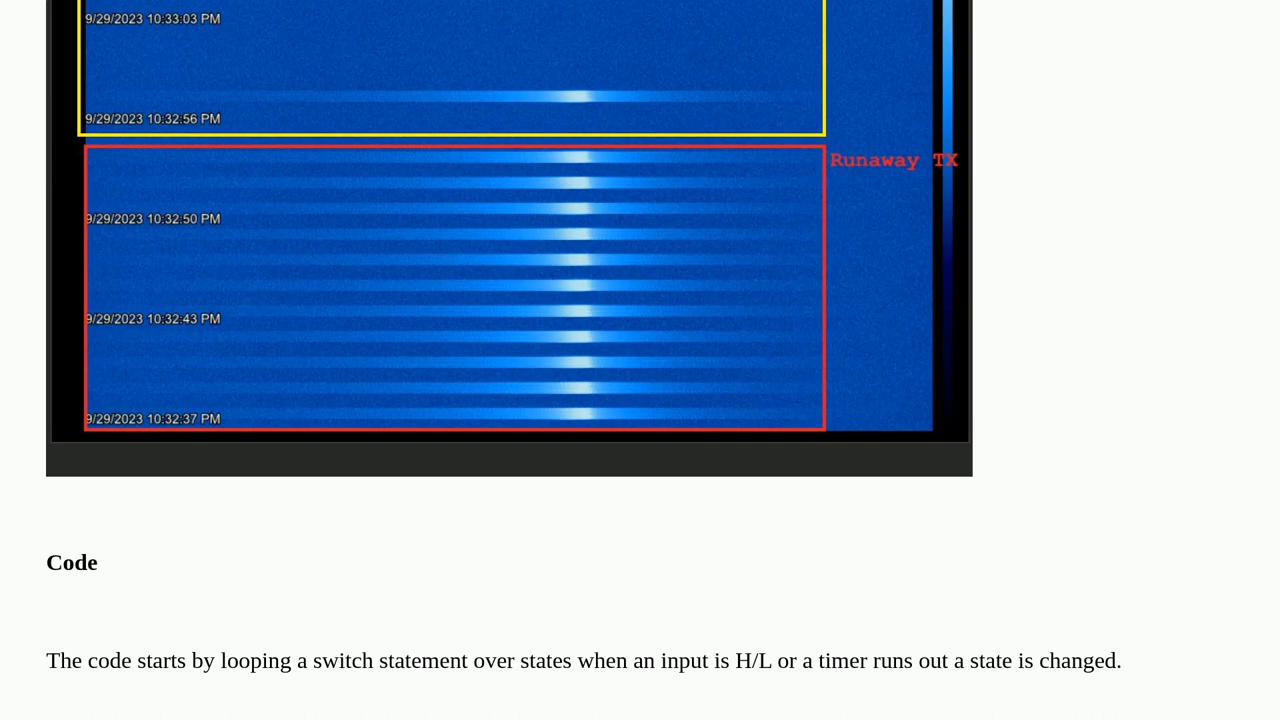 9/29/2023 10:33:03 PM
9/29/2023 10:32:56 PM
Runaway TX
9/29/2023 10:32:50 PM
9/29/2023 10:32:43 PM
9/29/2023 10:32:37 PM
Code
The code starts by looping a switch statement over states when an input is H/L or a timer runs out a state is changed.